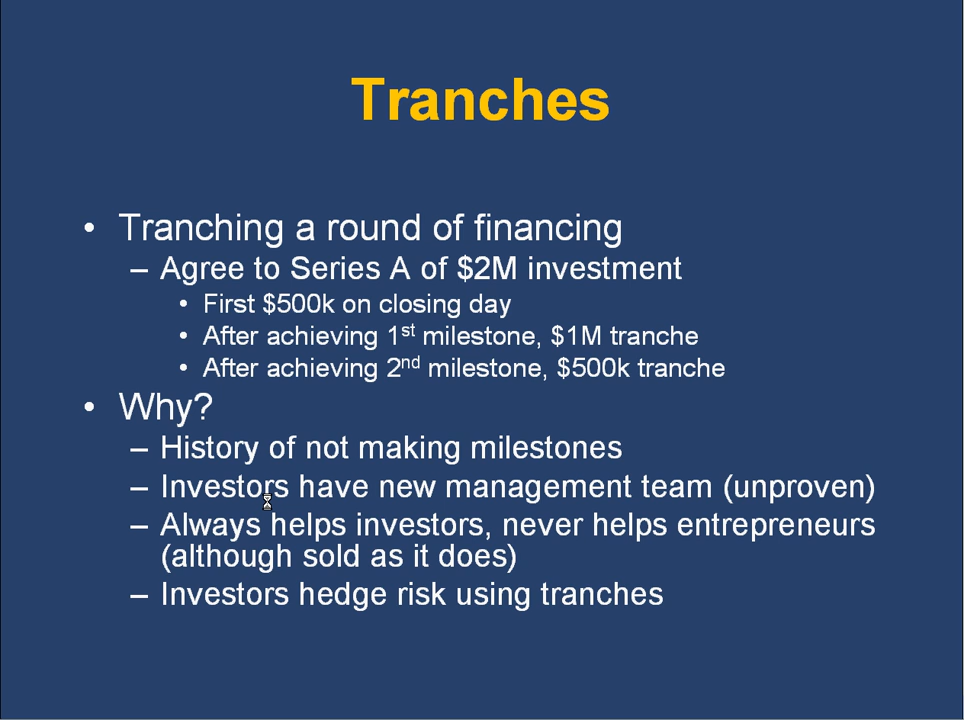 Tranches
• Tranching a round of financing
– Agree to Series A of $2M investment
• First $500k on closing day
• After achieving 1st milestone, $1M tranche
• After achieving 2nd milestone, $500k tranche
• Why?
– History of not making milestones
– Investors have new management team (unproven)
– Always helps investors, never helps entrepreneurs
(although sold as it does)
– Investors hedge risk using tranches